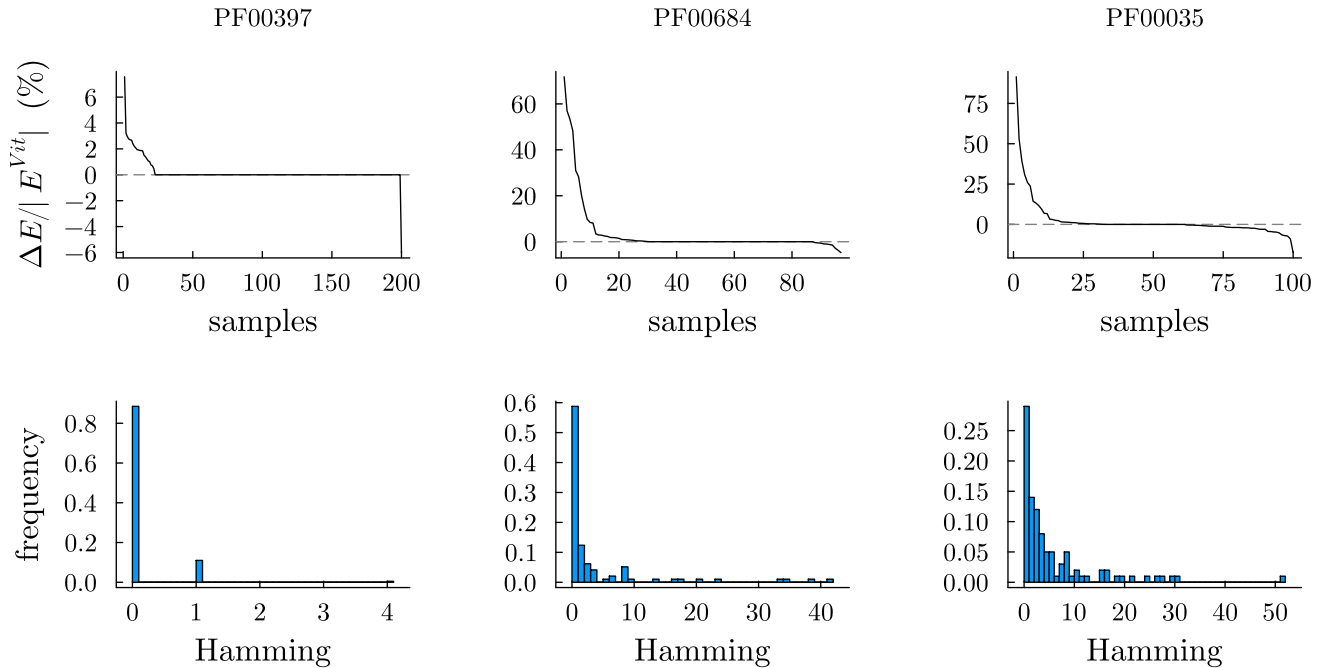 PF00397
PF00684
PF00035
ΔE/|E^{Vit}| (%)
6
4
2
0
−2
−4
−6
0 50 100 150 200
samples
60
40
20
0
0 20 40 60 80
samples
75
50
25
0
0 25 50 75 100
samples
frequency
0.8
0.6
0.4
0.2
0.0
0 1 2 3 4
Hamming
0.6
0.5
0.4
0.3
0.2
0.1
0.0
0 10 20 30 40
Hamming
0.25
0.20
0.15
0.10
0.05
0.00
0 10 20 30 40 50
Hamming